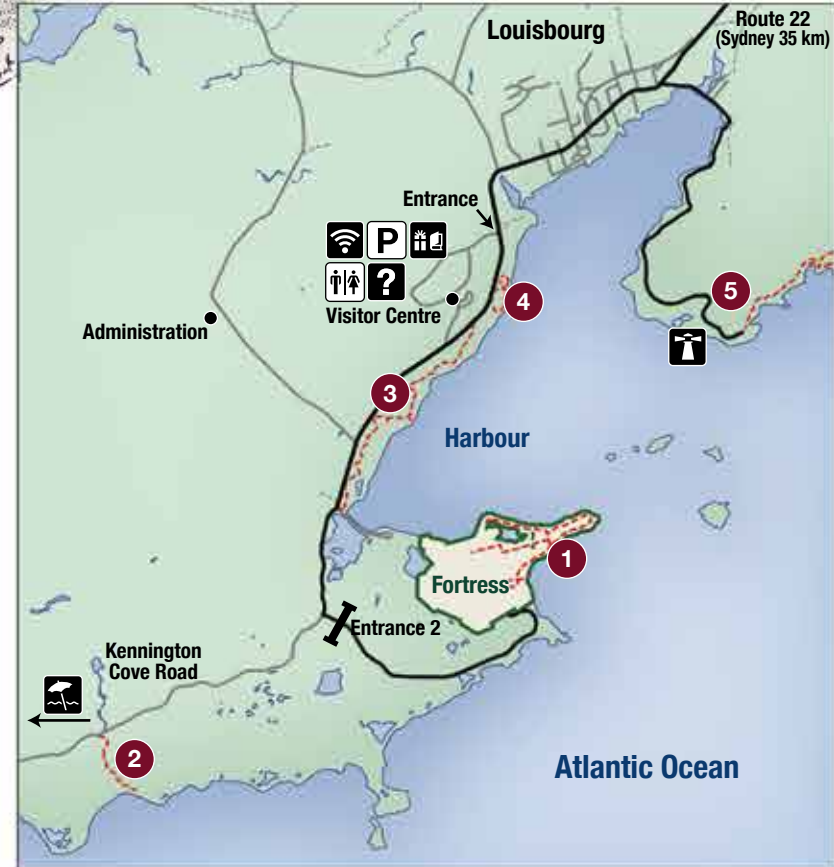 Louisbourg
Route 22
(Sydney 35 km)
Entrance
P
?
Visitor Centre
4
5
Administration
3
Harbour
1
Fortress
Entrance 2
Kennington
Cove Road
2
Atlantic Ocean